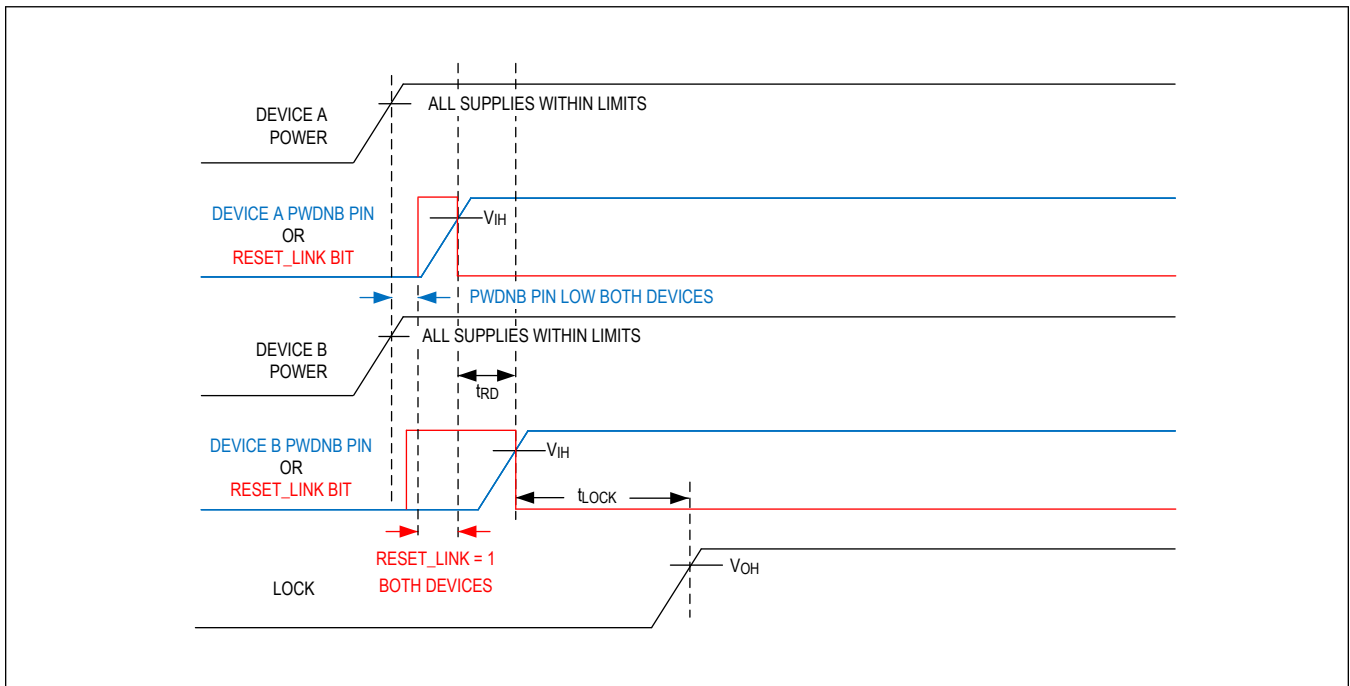 DEVICE A
POWER
ALL SUPPLIES WITHIN LIMITS
DEVICE A PWDNB PIN
OR
RESET_LINK BIT
VIH
PWDNB PIN LOW BOTH DEVICES
DEVICE B
POWER
ALL SUPPLIES WITHIN LIMITS
tRD
DEVICE B PWDNB PIN
OR
RESET_LINK BIT
VIH
tLOCK
RESET_LINK = 1
BOTH DEVICES
LOCK
VOH